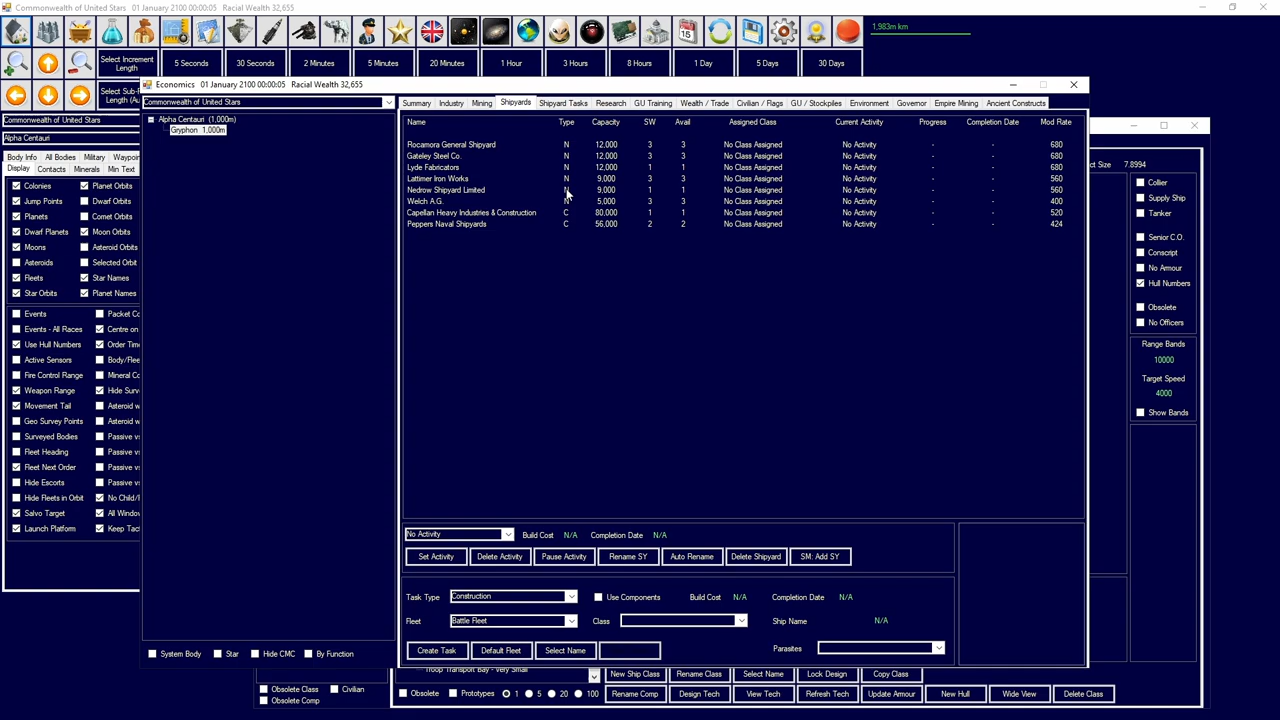 Commonwealth of United Stars   01 January 2100 00:00:05   Racial Wealth 32,655
1.983m km
Select Increment Length
5 Seconds
30 Seconds
2 Minutes
5 Minutes
20 Minutes
1 Hour
3 Hours
8 Hours
1 Day
5 Days
30 Days
Economics   01 January 2100 00:00:05   Racial Wealth 32,655
Commonwealth of United Stars
Alpha Centauri
Body Info All Bodies Military Waypoin
Display Contacts Minerals Min Text
Colonies Planet Orbits
Jump Points Dwarf Orbits
Planets Comet Orbits
Dwarf Planets Moon Orbits
Moons Asteroid Orbits
Asteroids Selected Orbit
Fleets Star Names
Star Orbits Planet Names
Events Packet Co
Events - All Races Centre on
Use Hull Numbers Order Time
Active Sensors Body/Flee
Fire Control Range Mineral Co
Weapon Range Hide Surv
Movement Tail Asteroid w
Geo Survey Points Asteroid w
Surveyed Bodies Passive v
Fleet Heading Passive vs
Fleet Next Order Passive vs
Hide Escorts Passive vs
Hide Fleets in Orbit No Child/
Salvo Target All Window
Launch Platform Keep Tact
Commonwealth of United Stars
Alpha Centauri (1,000m)
Gryphon 1,000m
System Body Star Hide CMC By Function
Summary Industry Mining Shipyards Shipyard Tasks Research GU Training Wealth / Trade Civilian / Flags GU / Stockpiles Environment Governor Empire Mining Ancient Constructs
Name Type Capacity SW Avail Assigned Class Current Activity Progress Completion Date Mod Rate
Rocamora General Shipyard N 12,000 3 3 No Class Assigned No Activity - - 680
Gateley Steel Co. N 12,000 3 3 No Class Assigned No Activity - - 680
Lyde Fabricators N 12,000 1 1 No Class Assigned No Activity - - 680
Lattimer Iron Works N 9,000 3 3 No Class Assigned No Activity - - 560
Nedrow Shipyard Limited N 9,000 1 1 No Class Assigned No Activity - - 560
Welch A.G. N 5,000 3 3 No Class Assigned No Activity - - 400
Capellan Heavy Industries & Construction C 80,000 1 1 No Class Assigned No Activity - - 520
Peppers Naval Shipyards C 56,000 2 2 No Class Assigned No Activity - - 424
No Activity Build Cost N/A Completion Date N/A
Set Activity Delete Activity Pause Activity Rename SY Auto Rename Delete Shipyard SM: Add SY
Task Type Construction Use Components Build Cost N/A Completion Date N/A
Fleet Battle Fleet Class Ship Name N/A
Create Task Default Fleet Select Name Parasites
ect Size 7.8994
Collier
Supply Ship
Tanker
Senior C.O.
Conscript
No Armour
Hull Numbers
Obsolete
No Officers
Range Bands
10000
Target Speed
4000
Show Bands
Troop Transport Bay - Very Small
New Ship Class Rename Class Select Name Lock Design Copy Class
Obsolete Class Civilian
Obsolete Comp
Obsolete Prototypes 1 5 20 100
Rename Comp Design Tech View Tech Refresh Tech Update Armour New Hull Wide View Delete Class